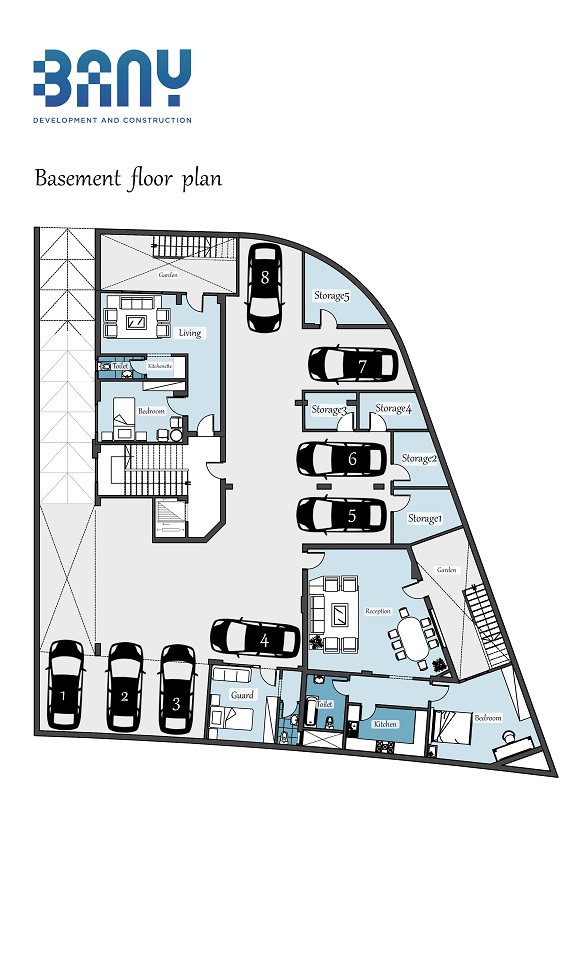 BANY
DEVELOPMENT AND CONSTRUCTION
Basement floor plan
Garden
8
Storage5
Living
7
Toilet
Kitchenette
Bedroom
Storage3
Storage4
6
Storage2
5
Storage1
Garden
Reception
4
1
2
3
Guard
Toilet
Kitchen
Bedroom